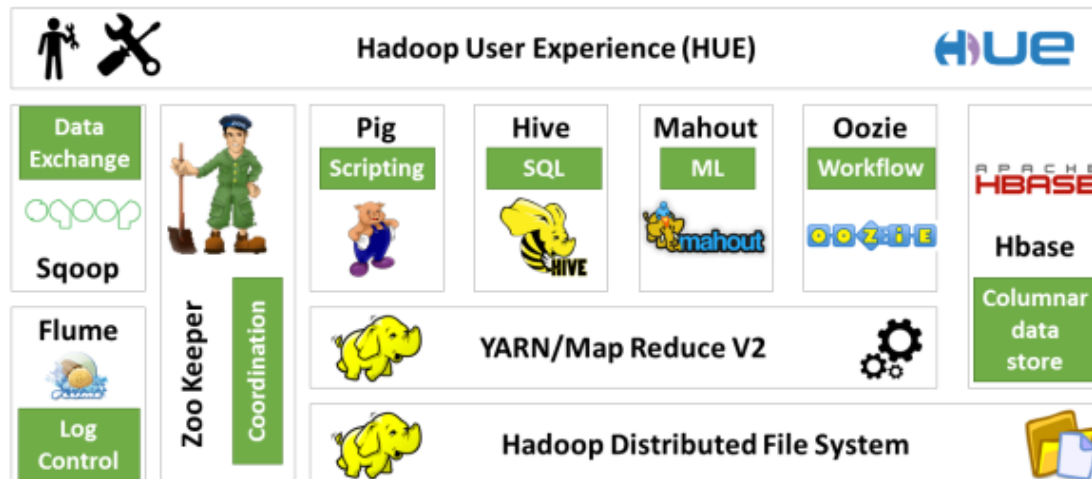 Hadoop User Experience (HUE)
HUE
Data
Exchange
sqoop
Sqoop
Flume
Log
Control
Zoo Keeper
Coordination
Pig
Scripting
Hive
SQL
HIVE
Mahout
ML
mahout
Oozie
Workflow
OOZIE
APACHE
HBASE
Hbase
Columnar
data
store
YARN/Map Reduce V2
Hadoop Distributed File System